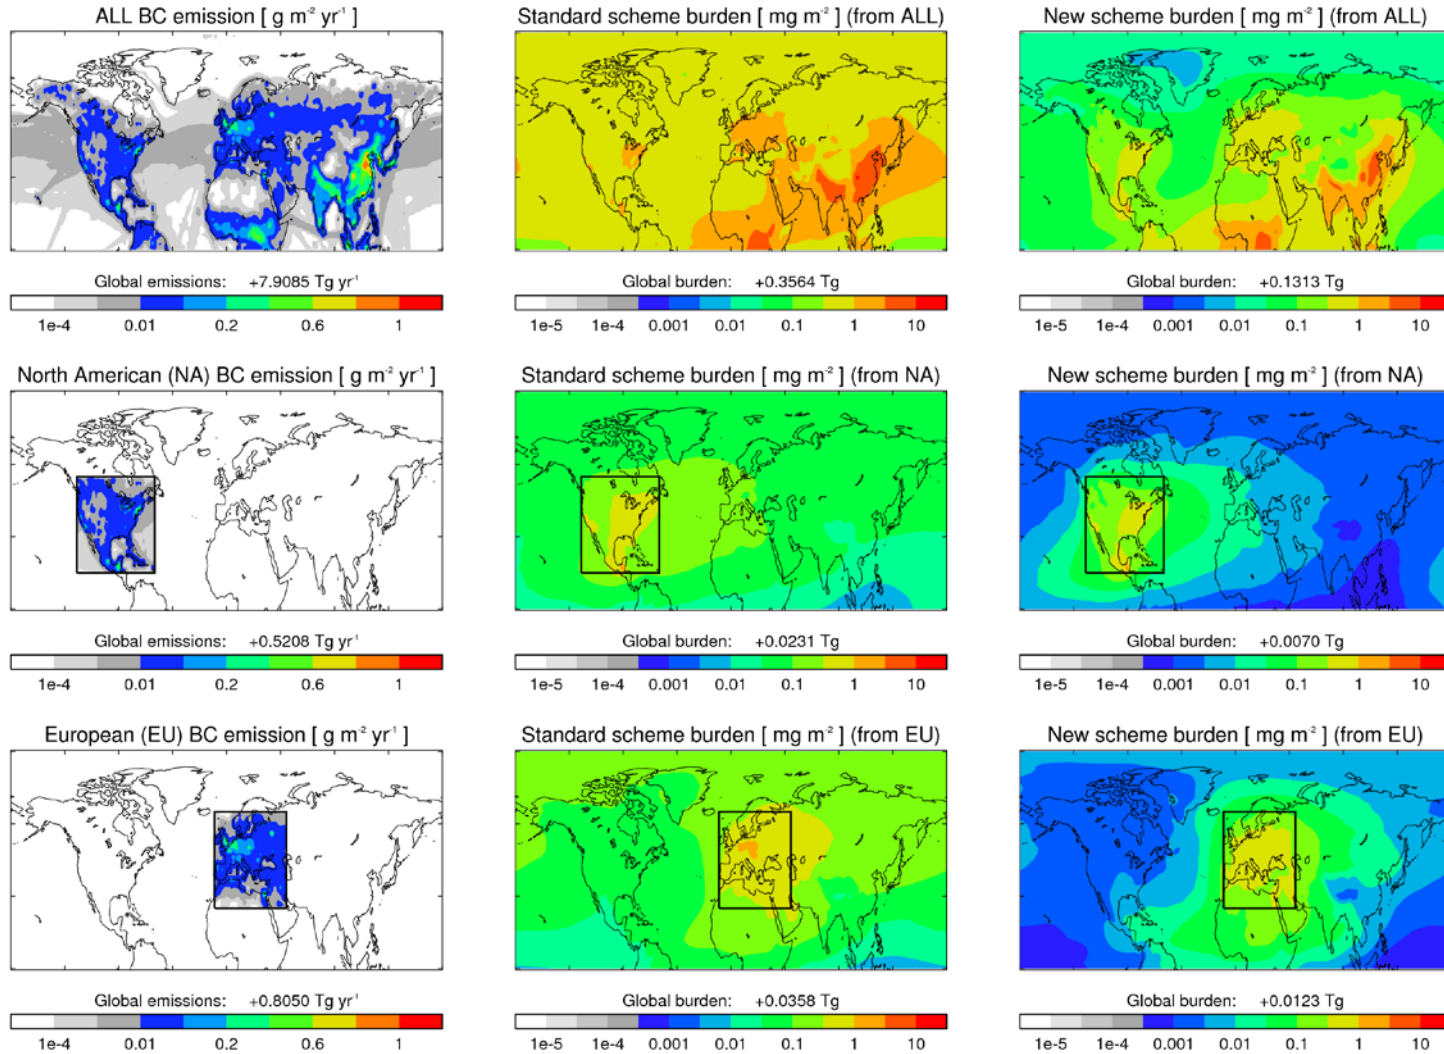 ALL BC emission [ g m⁻² yr⁻¹ ]
Standard scheme burden [ mg m⁻² ] (from ALL)
New scheme burden [ mg m⁻² ] (from ALL)
Global emissions: +7.9085 Tg yr⁻¹
Global burden: +0.3564 Tg
Global burden: +0.1313 Tg
1e-4 0.01 0.2 0.6 1
1e-5 1e-4 0.001 0.01 0.1 1 10
1e-5 1e-4 0.001 0.01 0.1 1 10
North American (NA) BC emission [ g m⁻² yr⁻¹ ]
Standard scheme burden [ mg m⁻² ] (from NA)
New scheme burden [ mg m⁻² ] (from NA)
Global emissions: +0.5208 Tg yr⁻¹
Global burden: +0.0231 Tg
Global burden: +0.0070 Tg
1e-4 0.01 0.2 0.6 1
1e-5 1e-4 0.001 0.01 0.1 1 10
1e-5 1e-4 0.001 0.01 0.1 1 10
European (EU) BC emission [ g m⁻² yr⁻¹ ]
Standard scheme burden [ mg m⁻² ] (from EU)
New scheme burden [ mg m⁻² ] (from EU)
Global emissions: +0.8050 Tg yr⁻¹
Global burden: +0.0358 Tg
Global burden: +0.0123 Tg
1e-4 0.01 0.2 0.6 1
1e-5 1e-4 0.001 0.01 0.1 1 10
1e-5 1e-4 0.001 0.01 0.1 1 10